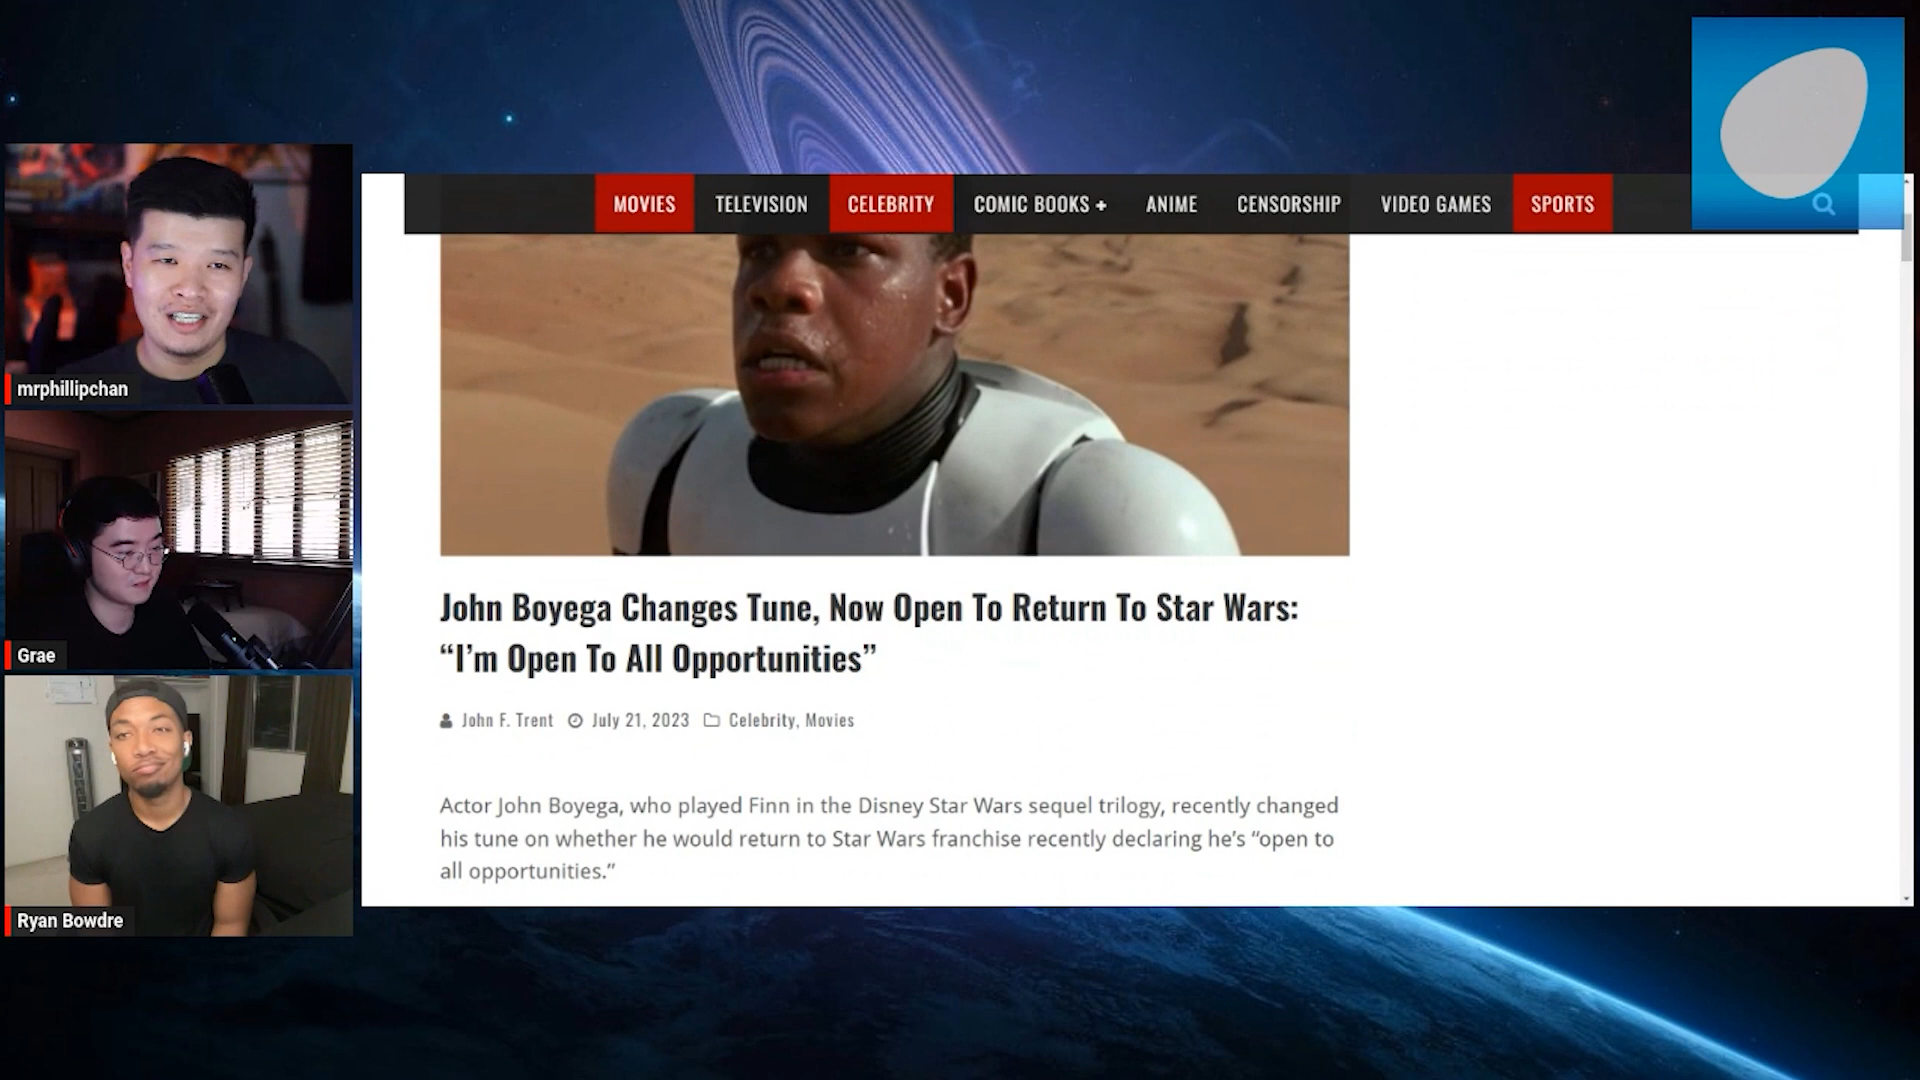 MOVIES TELEVISION CELEBRITY COMIC BOOKS + ANIME CENSORSHIP VIDEO GAMES SPORTS
mrphillipchan
Grae
Ryan Bowdre
John Boyega Changes Tune, Now Open To Return To Star Wars:
“I’m Open To All Opportunities”
John F. Trent July 21, 2023 Celebrity, Movies
Actor John Boyega, who played Finn in the Disney Star Wars sequel trilogy, recently changed
his tune on whether he would return to Star Wars franchise recently declaring he’s “open to
all opportunities.”